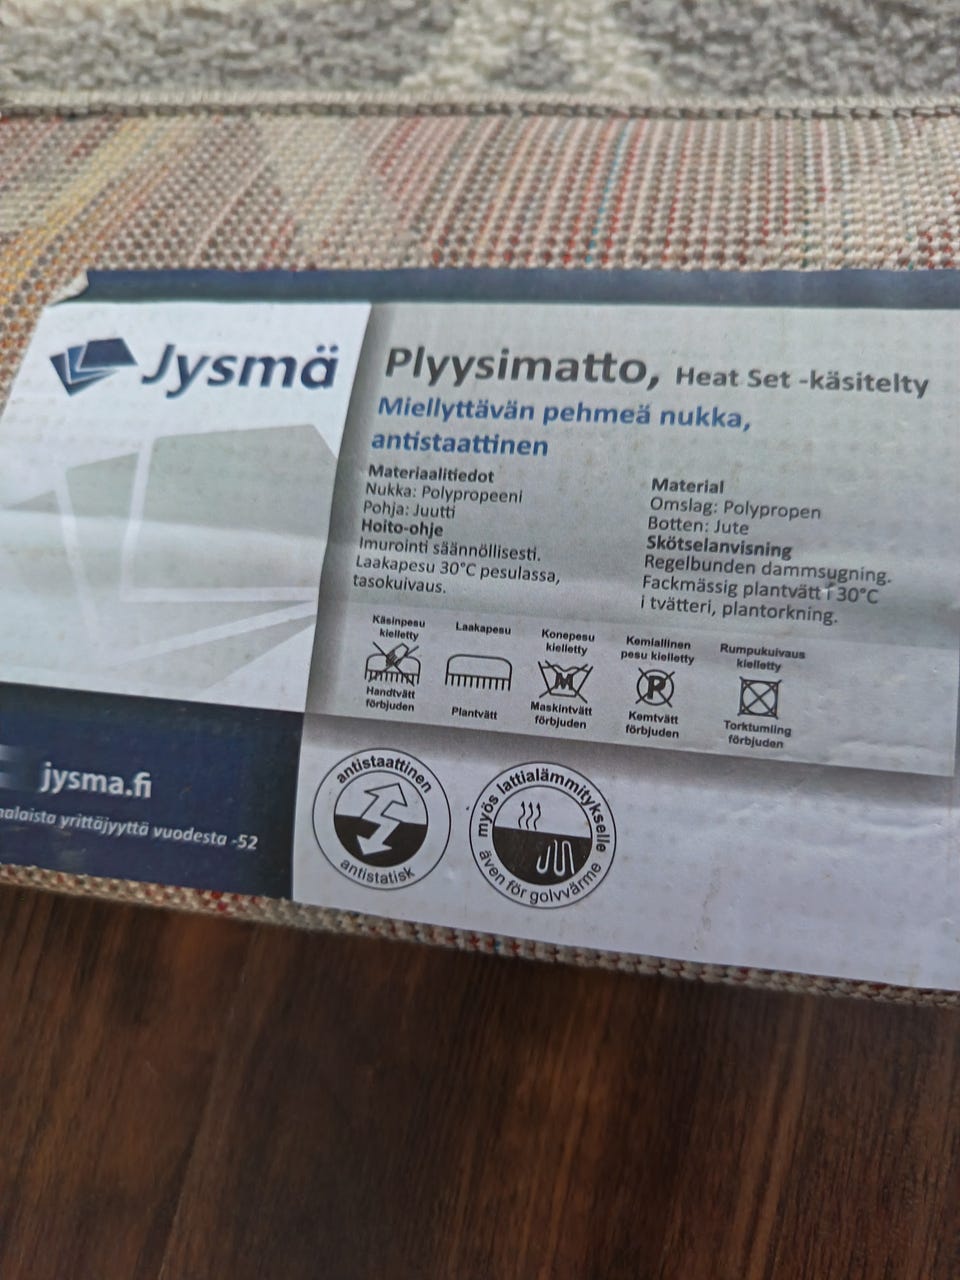 Jysmä
Plyysimatto, Heat Set -käsitelty
Miellyttävän pehmeä nukka,
antistaattinen
Materiaalitiedot
Nukka: Polypropeeni
Pohja: Juutti
Hoito-ohje
Imurointi säännöllisesti.
Laakapesu 30°C pesulassa,
tasokuivaus.
Material
Omslag: Polypropen
Botten: Jute
Skötselanvisning
Regelbunden dammsugning.
Fackmässig plantvätt i 30°C
i tvätteri, plantorkning.
Käsinpesu
kielletty
Handtvätt
förbjuden
Laakapesu
Plantvätt
Konepesu
kielletty
M
Maskintvätt
förbjuden
Kemiallinen
pesu kielletty
P
Kemtvätt
förbjuden
Rumpukuivaus
kielletty
Torktumling
förbjuden
jysma.fi
yrittäjyyttä vuodesta -52
antistaattinen
antistatisk
myös lattialämmitykselle
även för golvvärme